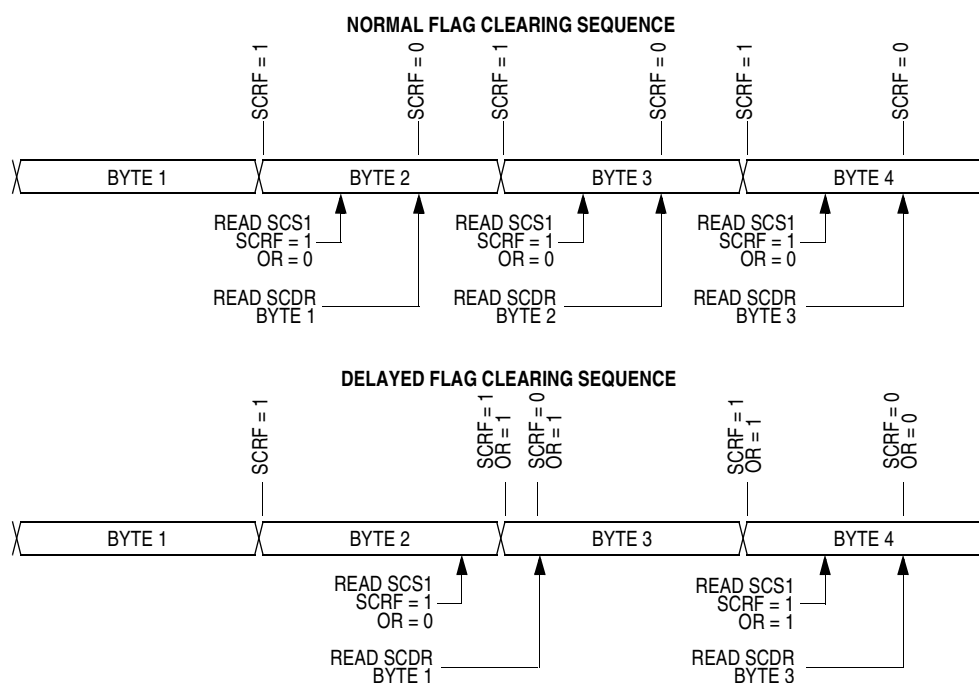 NORMAL FLAG CLEARING SEQUENCE
SCRF = 1
SCRF = 0
SCRF = 1
SCRF = 0
SCRF = 1
SCRF = 0
BYTE 1
BYTE 2
BYTE 3
BYTE 4
READ SCS1
SCRF = 1
OR = 0
READ SCS1
SCRF = 1
OR = 0
READ SCS1
SCRF = 1
OR = 0
READ SCDR
BYTE 1
READ SCDR
BYTE 2
READ SCDR
BYTE 3
DELAYED FLAG CLEARING SEQUENCE
SCRF = 1
SCRF = 1
OR = 1
SCRF = 0
OR = 1
SCRF = 1
OR = 1
SCRF = 0
OR = 0
BYTE 1
BYTE 2
BYTE 3
BYTE 4
READ SCS1
SCRF = 1
OR = 0
READ SCS1
SCRF = 1
OR = 1
READ SCDR
BYTE 1
READ SCDR
BYTE 3